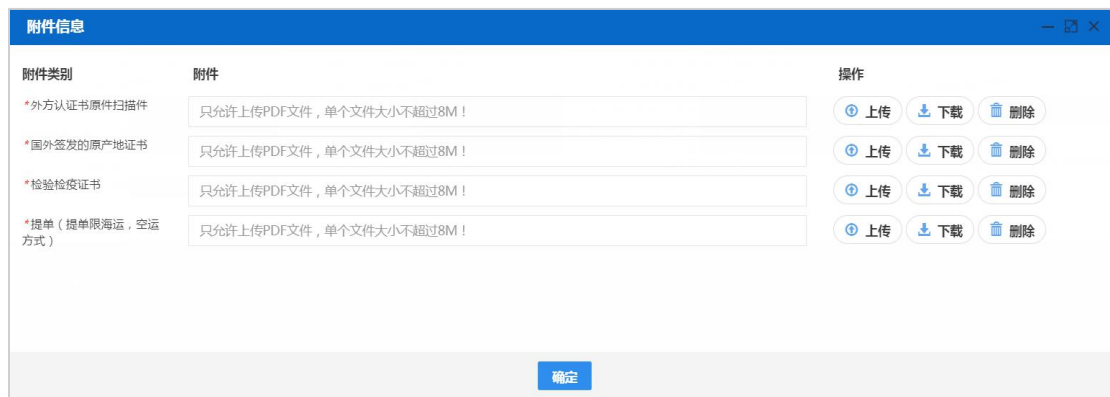 附件信息
附件类别 附件 操作
*外方认证书原件扫描件 只允许上传PDF文件，单个文件大小不超过8M！ 上传 下载 删除
*国外签发的原产地证书 只允许上传PDF文件，单个文件大小不超过8M！ 上传 下载 删除
*检验检疫证书 只允许上传PDF文件，单个文件大小不超过8M！ 上传 下载 删除
*提单（提单限海运，空运
方式） 只允许上传PDF文件，单个文件大小不超过8M！ 上传 下载 删除
确定